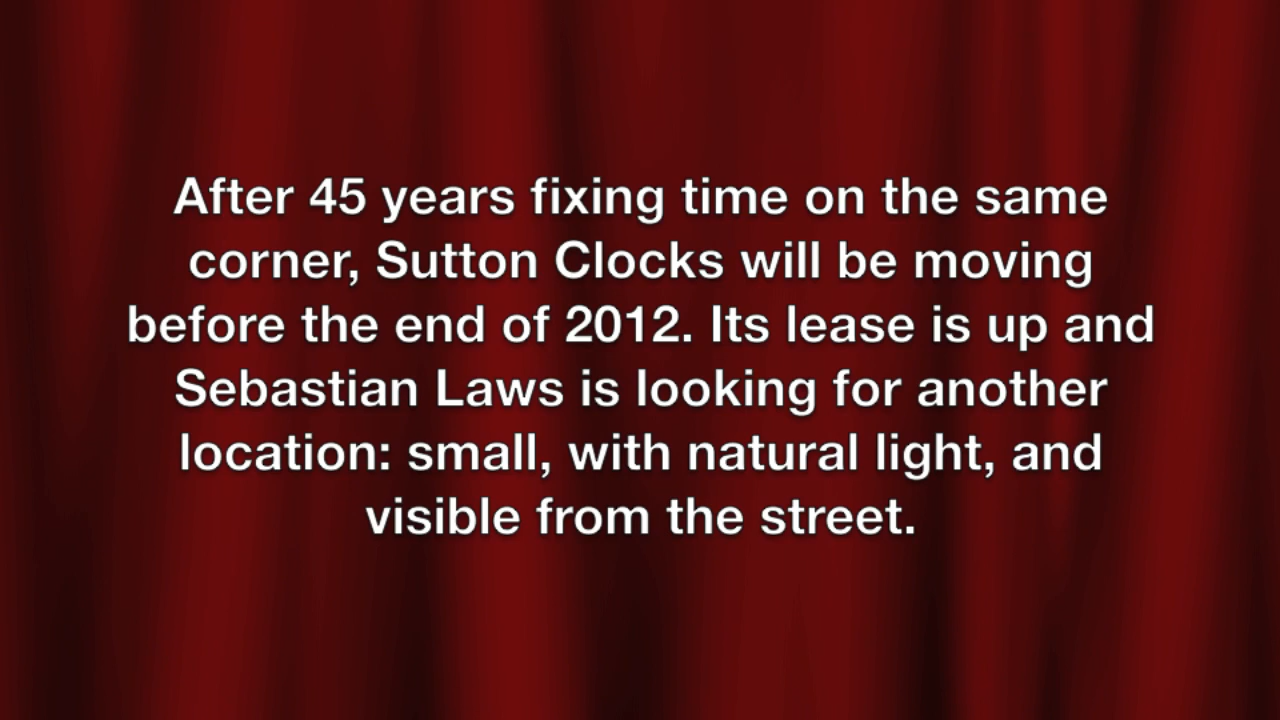 After 45 years fixing time on the same
corner, Sutton Clocks will be moving
before the end of 2012. Its lease is up and
Sebastian Laws is looking for another
location: small, with natural light, and
visible from the street.